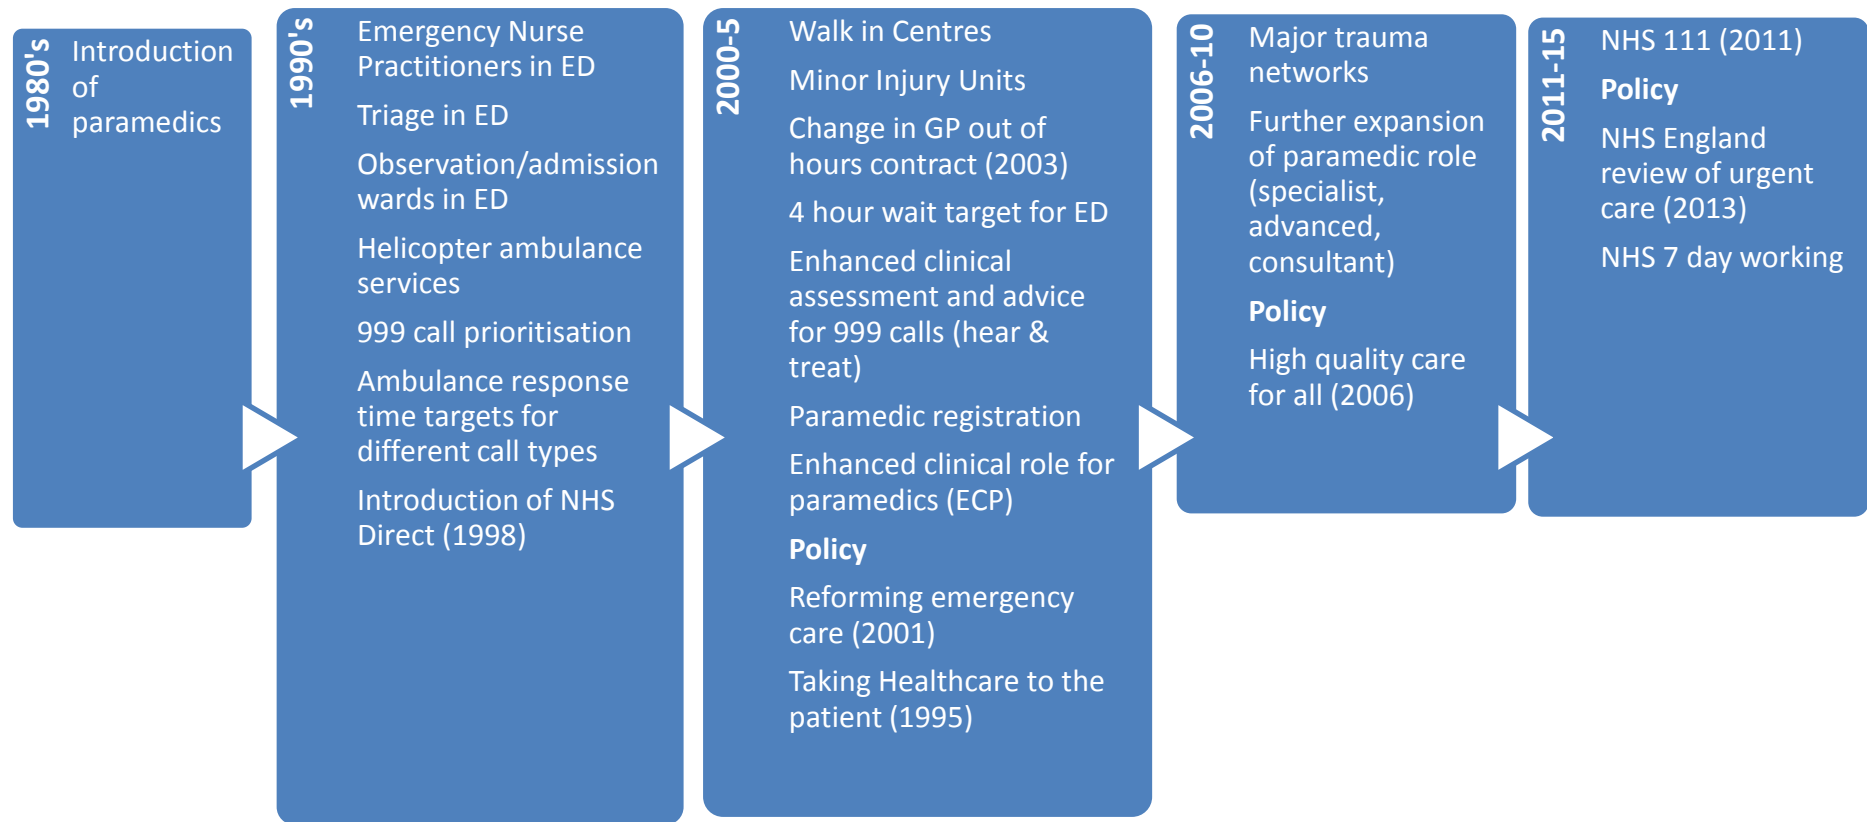 1980's
Introduction
of
paramedics
1990's
Emergency Nurse
Practitioners in ED
Triage in ED
Observation/admission
wards in ED
Helicopter ambulance
services
999 call prioritisation
Ambulance response
time targets for
different call types
Introduction of NHS
Direct (1998)
2000-5
Walk in Centres
Minor Injury Units
Change in GP out of
hours contract (2003)
4 hour wait target for ED
Enhanced clinical
assessment and advice
for 999 calls (hear &
treat)
Paramedic registration
Enhanced clinical role for
paramedics (ECP)
Policy
Reforming emergency
care (2001)
Taking Healthcare to the
patient (1995)
2006-10
Major trauma
networks
Further expansion
of paramedic role
(specialist,
advanced,
consultant)
Policy
High quality care
for all (2006)
2011-15
NHS 111 (2011)
Policy
NHS England
review of urgent
care (2013)
NHS 7 day working